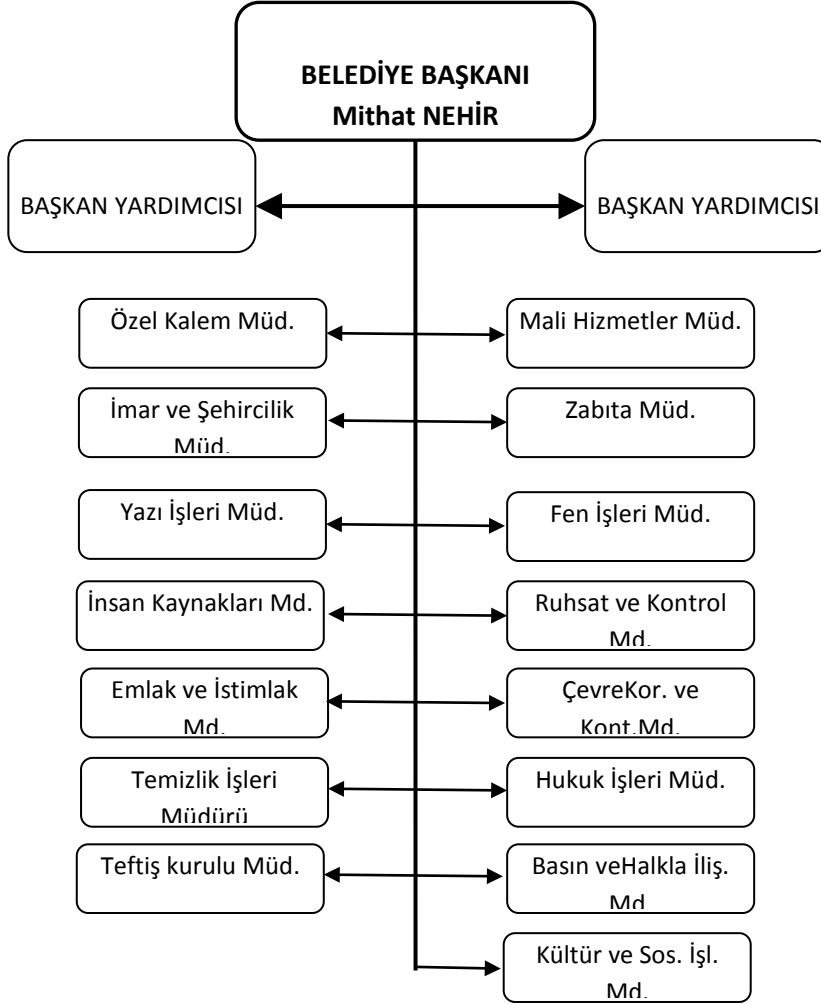 BELEDİYE BAŞKANI
Mithat NEHİR
BAŞKAN YARDIMCISI
BAŞKAN YARDIMCISI
Özel Kalem Müd.
Mali Hizmetler Müd.
İmar ve Şehircilik
Müd.
Zabıta Müd.
Yazı İşleri Müd.
Fen İşleri Müd.
İnsan Kaynakları Md.
Ruhsat ve Kontrol
Md.
Emlak ve İstimlak
Md.
ÇevreKor. ve
Kont.Md.
Temizlik İşleri
Müdürü
Hukuk İşleri Müd.
Teftiş kurulu Müd.
Basın veHalkla İliş.
Md
Kültür ve Sos. İşl.
Md.